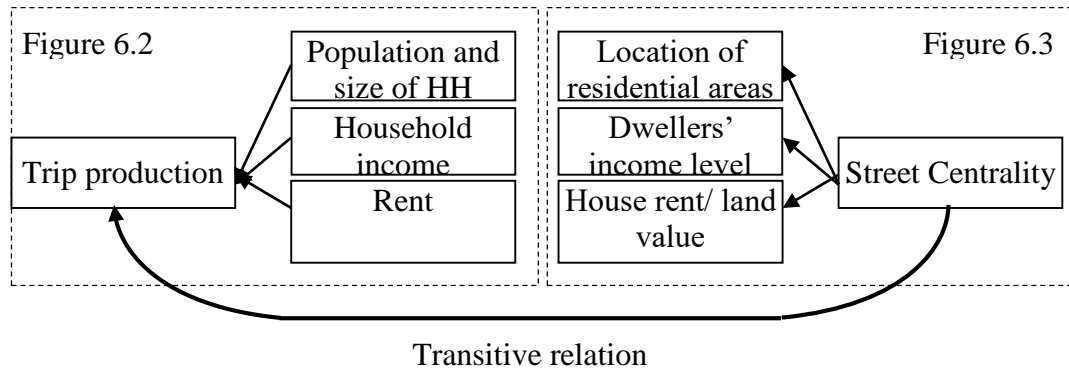 Figure 6.2
Population and
size of HH
Household
income
Rent
Trip production
Figure 6.3
Location of
residential areas
Dwellers’
income level
House rent/ land
value
Street Centrality
Transitive relation